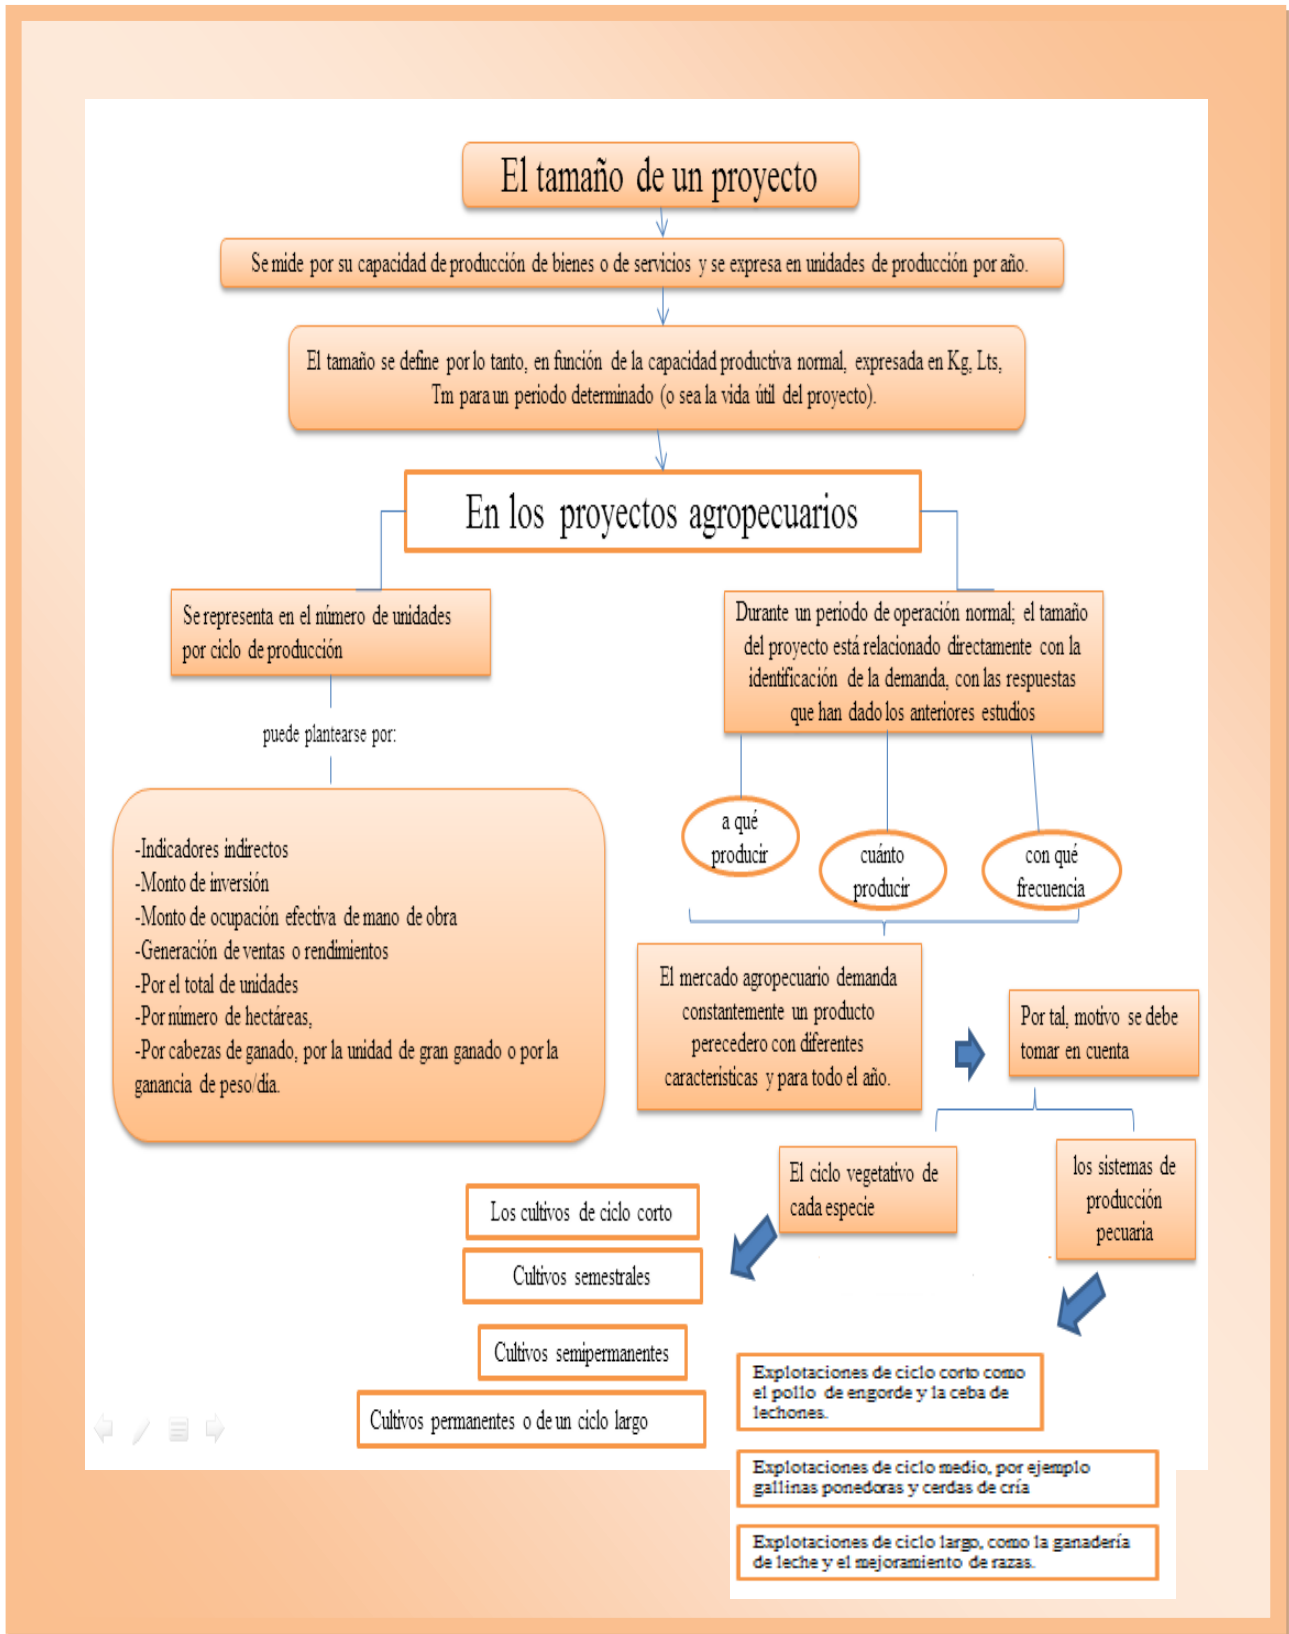 El tamaño de un proyecto
Se mide por su capacidad de producción de bienes o de servicios y se expresa en unidades de producción por año.
El tamaño se define por lo tanto, en función de la capacidad productiva normal, expresada en Kg, Lts,
Tm para un periodo determinado (o sea la vida útil del proyecto).
En los proyectos agropecuarios
Se representa en el número de unidades
por ciclo de producción
puede plantearse por:
-Indicadores indirectos
-Monto de inversión
-Monto de ocupación efectiva de mano de obra
-Generación de ventas o rendimientos
-Por el total de unidades
-Por número de hectáreas,
-Por cabezas de ganado, por la unidad de gran ganado o por la
ganancia de peso/día.
Durante un periodo de operación normal; el tamaño
del proyecto está relacionado directamente con la
identificación de la demanda, con las respuestas
que han dado los anteriores estudios
a qué
producir
cuánto
producir
con qué
frecuencia
El mercado agropecuario demanda
constantemente un producto
perecedero con diferentes
características y para todo el año.
Por tal, motivo se debe
tomar en cuenta
El ciclo vegetativo de
cada especie
los sistemas de
producción
pecuaria
Los cultivos de ciclo corto
Cultivos semestrales
Cultivos semipermanentes
Cultivos permanentes o de un ciclo largo
Explotaciones de ciclo corto como
el pollo de engorde y la ceba de
lechones.
Explotaciones de ciclo medio, por ejemplo
gallinas ponedoras y cerdas de cría
Explotaciones de ciclo largo, como la ganadería
de leche y el mejoramiento de razas.